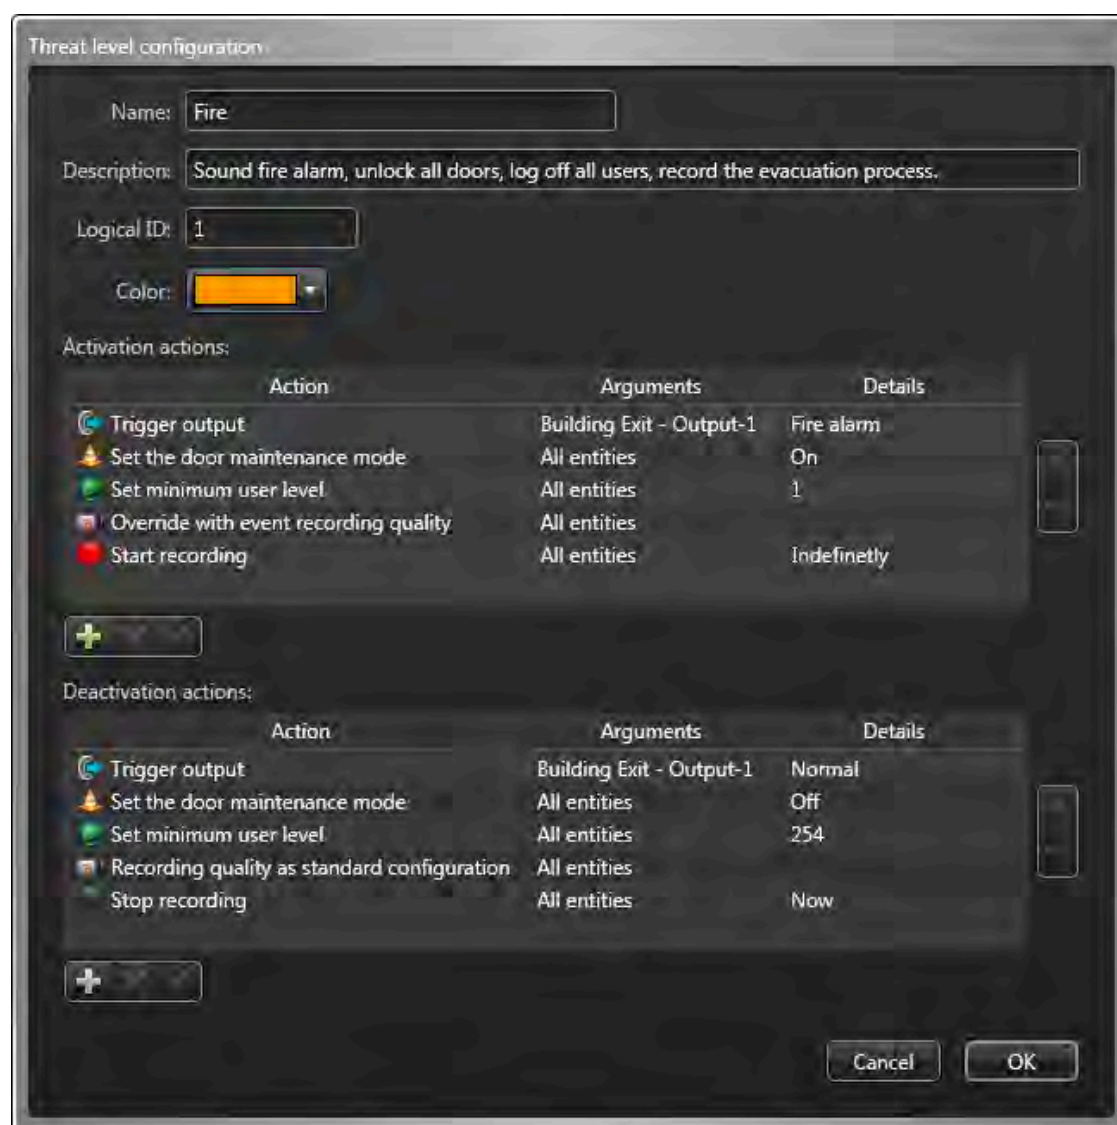 Threat level configuration
Name: Fire
Description: Sound fire alarm, unlock all doors, log off all users, record the evacuation process.
Logical ID: 1
Color:
Activation actions:
Action Arguments Details
Trigger output Building Exit - Output-1 Fire alarm
Set the door maintenance mode All entities On
Set minimum user level All entities 1
Override with event recording quality All entities
Start recording All entities Indefinetly
Deactivation actions:
Action Arguments Details
Trigger output Building Exit - Output-1 Normal
Set the door maintenance mode All entities Off
Set minimum user level All entities 254
Recording quality as standard configuration All entities
Stop recording All entities Now
Cancel OK